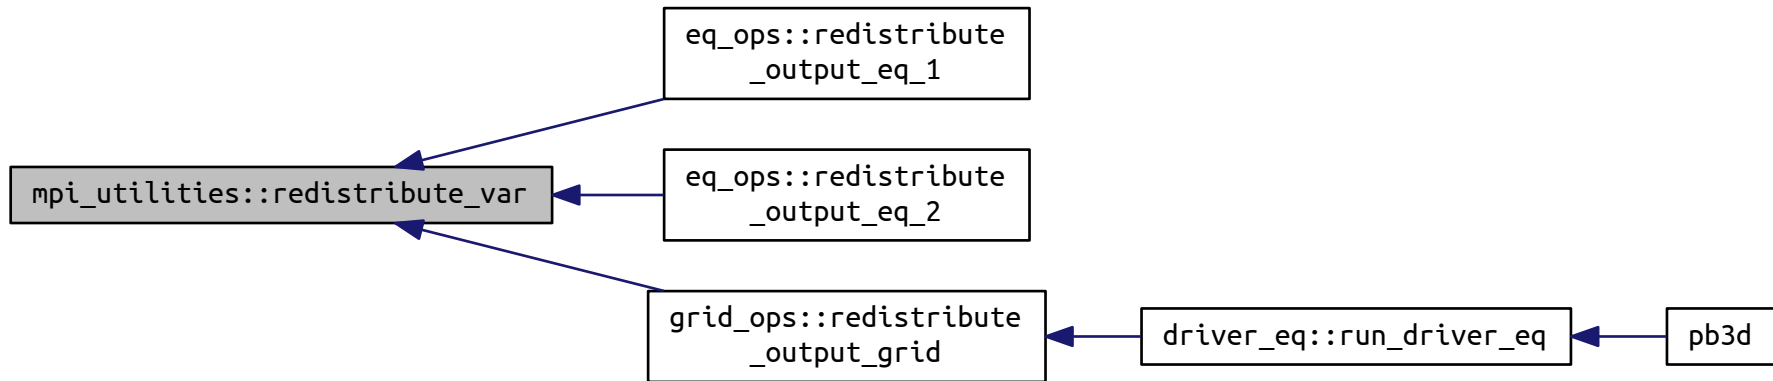 eq_ops::redistribute
_output_eq_1
mpi_utilities::redistribute_var
eq_ops::redistribute
_output_eq_2
grid_ops::redistribute
_output_grid
driver_eq::run_driver_eq
pb3d